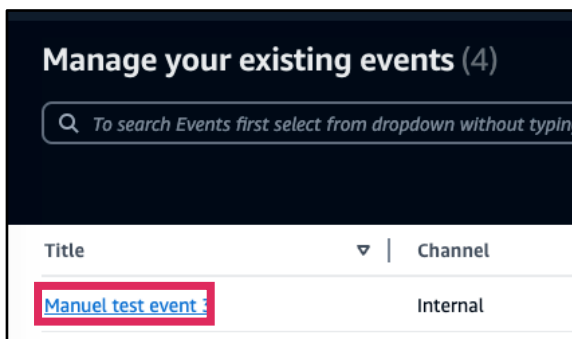 Manage your existing events (4)
To search Events first select from dropdown without typin
Title Channel
Manuel test event 3 Internal